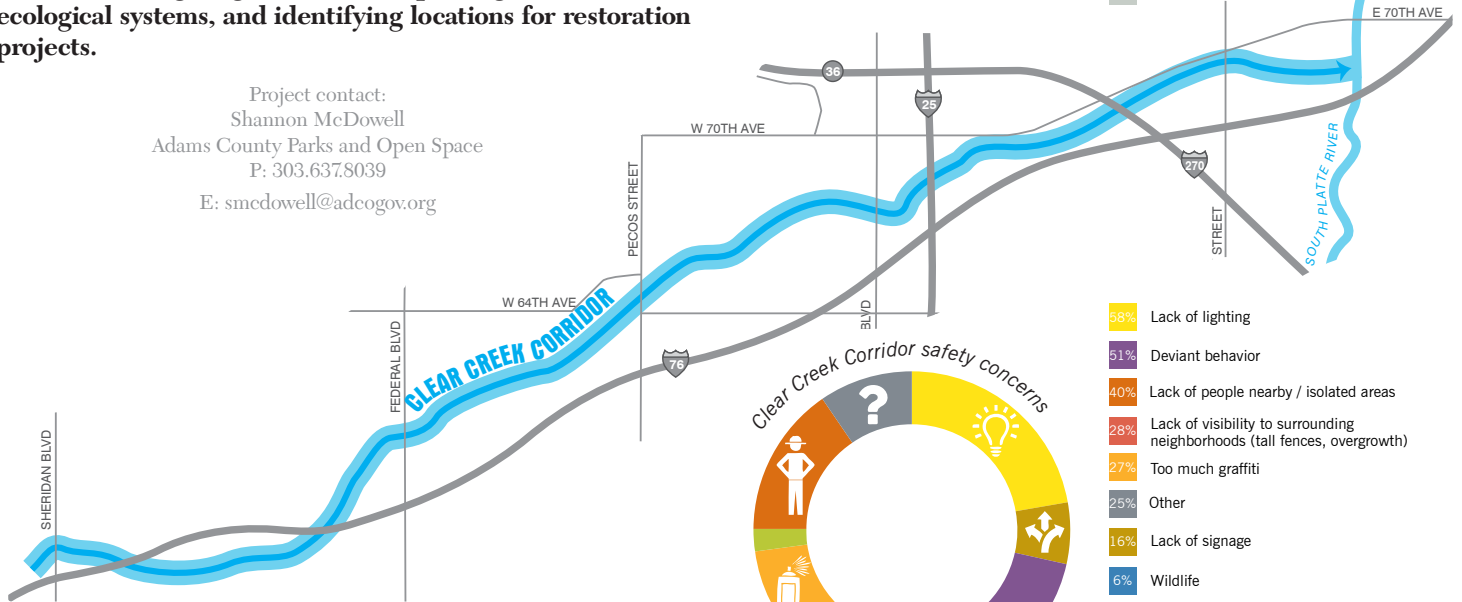 ecological systems, and identifying locations for restoration
projects.
Project contact:
Shannon McDowell
Adams County Parks and Open Space
P: 303.637.8039
E: smcdowell@adcogov.org
E 70TH AVE
36
25
W 70TH AVE
270
PECOS STREET
STREET
SOUTH PLATTE RIVER
W 64TH AVE
BLVD
FEDERAL BLVD
CLEAR CREEK CORRIDOR
76
SHERIDAN BLVD
Clear Creek Corridor safety concerns
?
58% Lack of lighting
51% Deviant behavior
40% Lack of people nearby / isolated areas
28% Lack of visibility to surrounding
neighborhoods (tall fences, overgrowth)
27% Too much graffiti
25% Other
16% Lack of signage
6% Wildlife